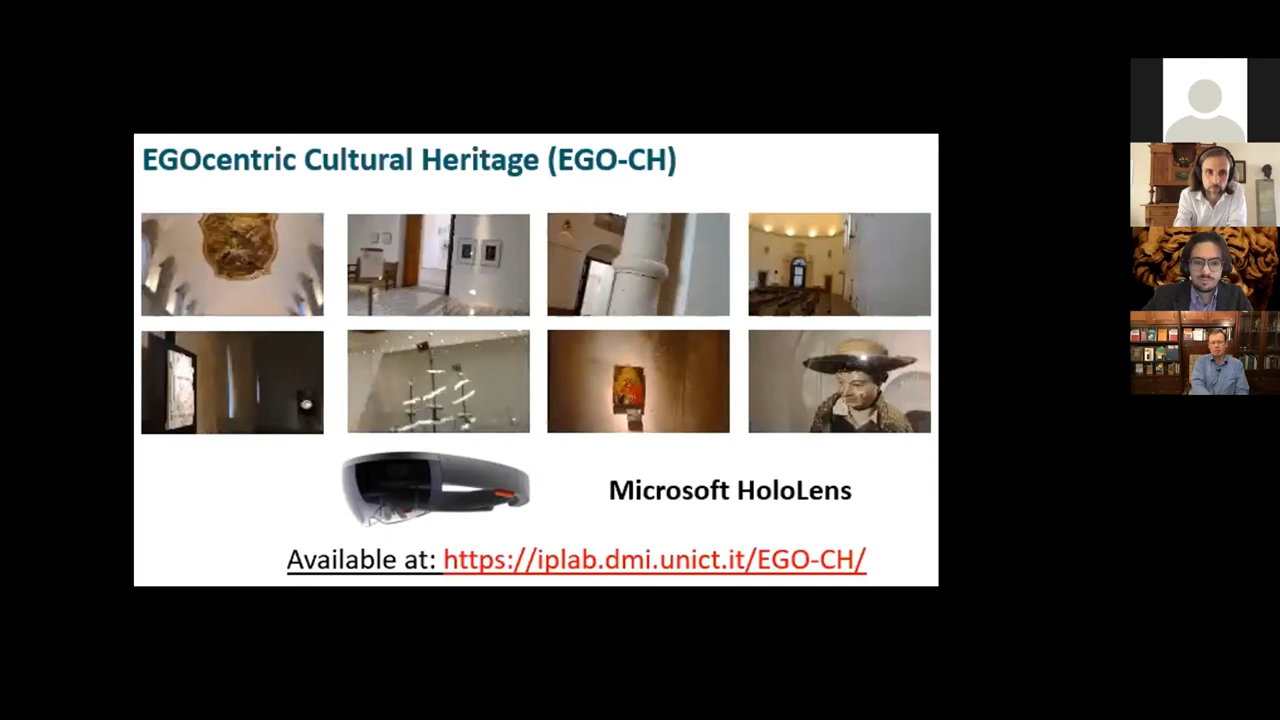 EGOcentric Cultural Heritage (EGO-CH)
Microsoft HoloLens
Available at: https://iplab.dmi.unict.it/EGO-CH/